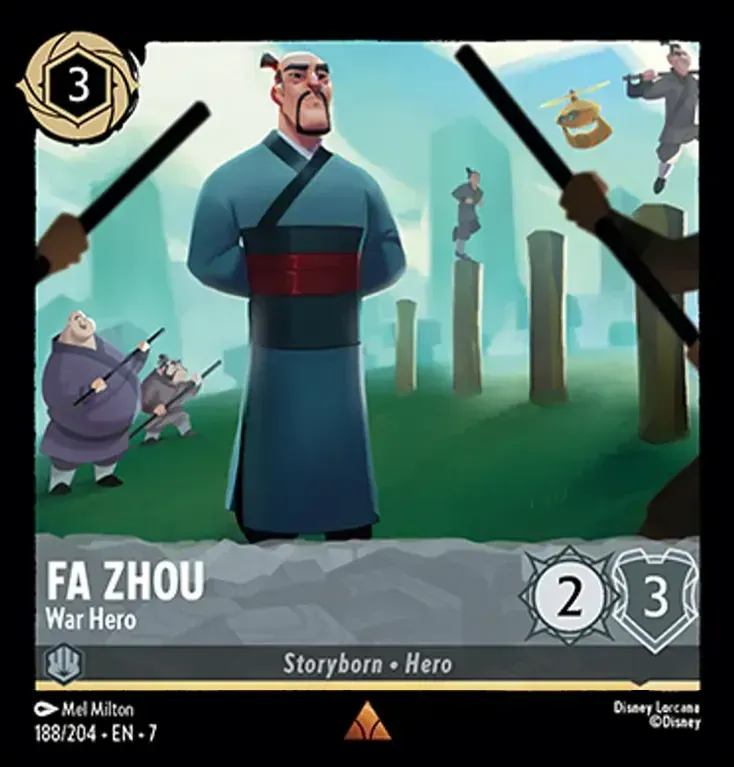 3
FA ZHOU
War Hero
2
3
Storyborn • Hero
Mel Milton
188/204 • EN • 7
Disney Lorcana
©Disney